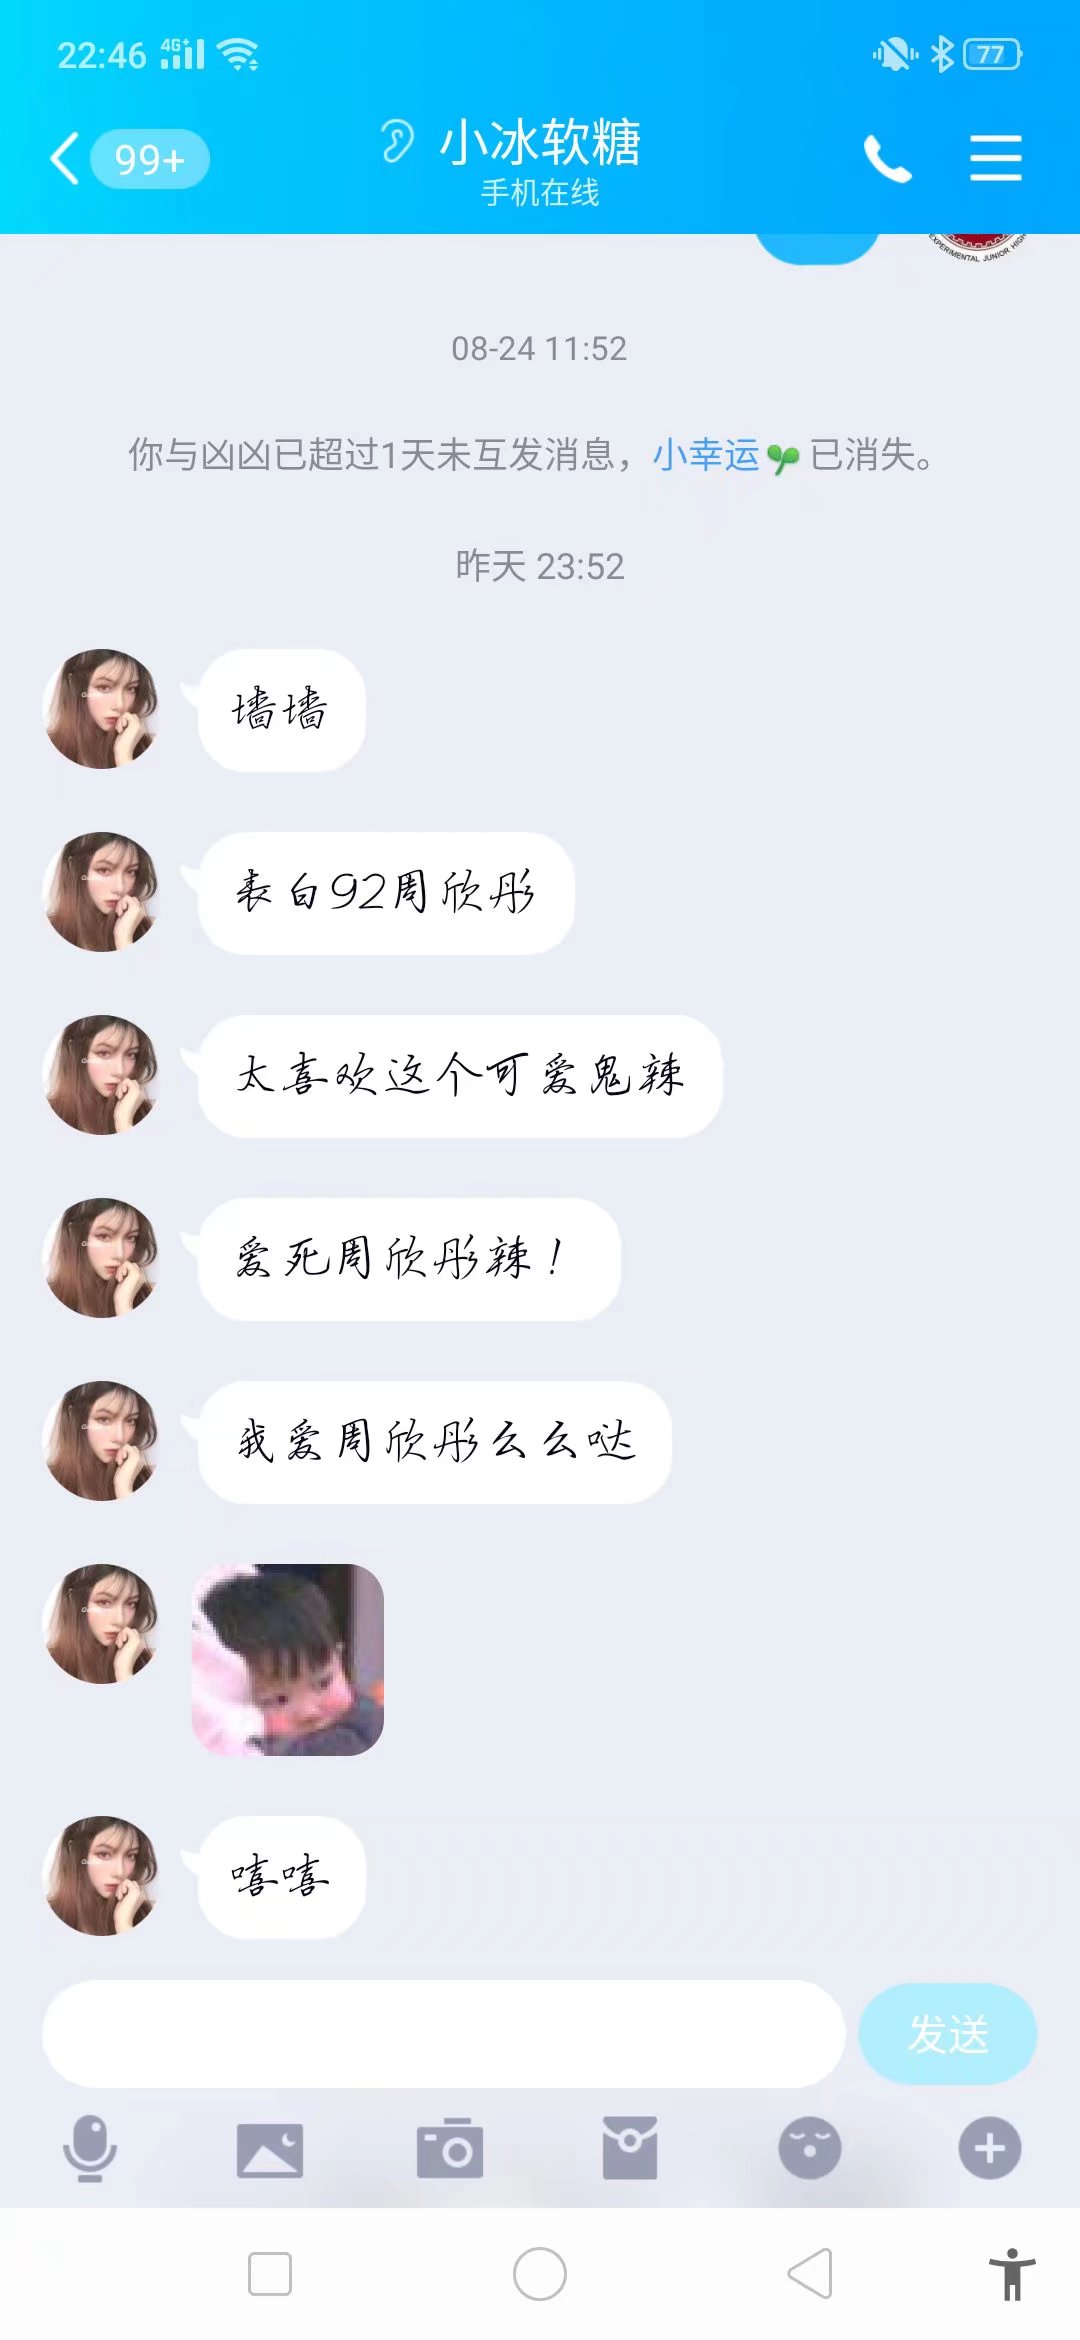 22:46 4G+ 77
99+ 小冰软糖
手机在线
EXPERIMENTAL JUNIOR HIGH
08-24 11:52
你与凶凶已超过1天未互发消息，小幸运已消失。
昨天 23:52
墙墙
表白92周欣彤
太喜欢这个可爱鬼辣
爱死周欣彤辣！
我爱周欣彤么么哒
嘻嘻
发送